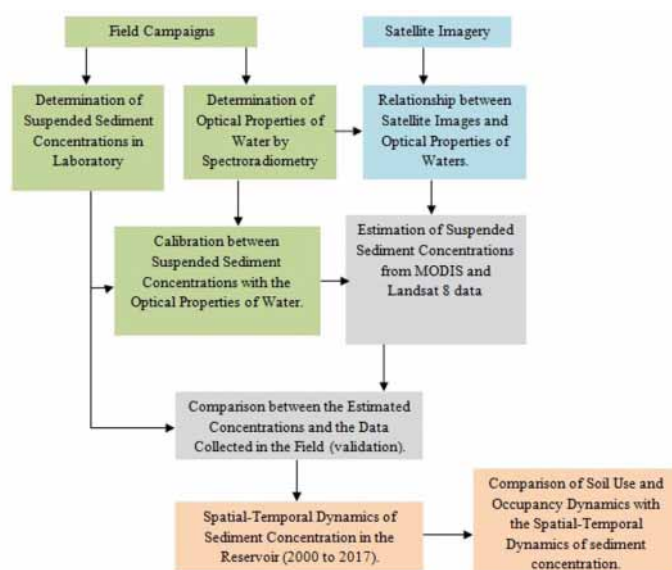 Field Campaigns
Satellite Imagery
Determination of
Suspended Sediment
Concentrations in
Laboratory
Determination of
Optical Properties of
Water by
Spectroradiometry
Relationship between
Satellite Images and
Optical Properties of
Waters.
Calibration between
Suspended Sediment
Concentrations with the
Optical Properties of Water.
Estimation of Suspended
Sediment Concentrations
from MODIS and
Landsat 8 data
Comparison between the Estimated
Concentrations and the Data
Collected in the Field (validation).
Spatial-Temporal Dynamics of
Sediment Concentration in the
Reservoir (2000 to 2017).
Comparison of Soil Use and
Occupancy Dynamics with
the Spatial-Temporal
Dynamics of sediment
concentration.